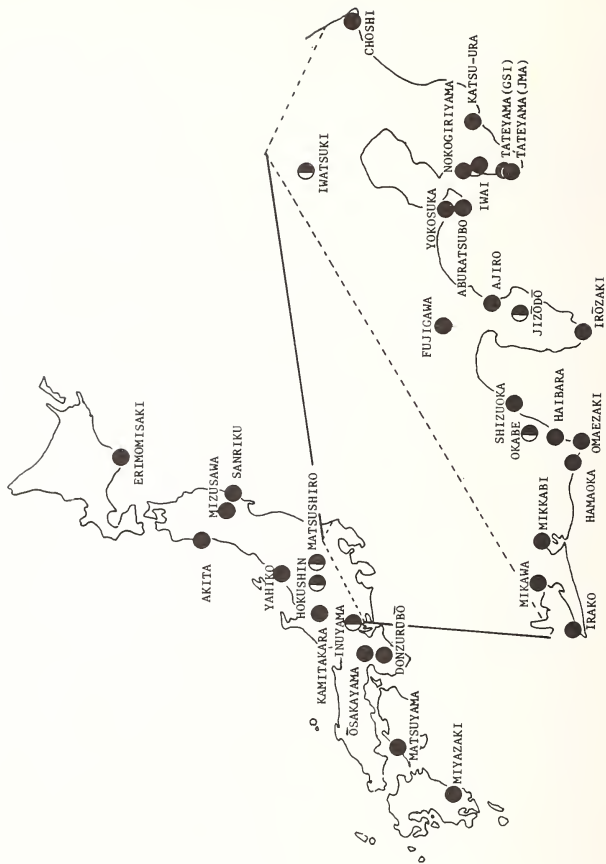 ERIMOMISAKI
AKITA
MIZUSAWA
SANRIKU
YAHIKO
HOKUSHIN
MATSUSHIRO
KAMITAKARA
INUYAMA
ŌSAKAYAMA
DONZURUBŌ
MATSUYAMA
MIYAZAKI
CHOSHI
IWATSUKI
KATSU-URA
NOKOGIRIYAMA
TATEYAMA(GSI)
TATEYAMA(JMA)
IWAI
YOKOSUKA
ABURATSUBO
AJIRO
JIZŌDŌ
FUJIGAWA
IRŌZAKI
SHIZUOKA
OKABE
HAIBARA
OMAEZAKI
HAMAOKA
MIKKABI
MIKAWA
IRAKO